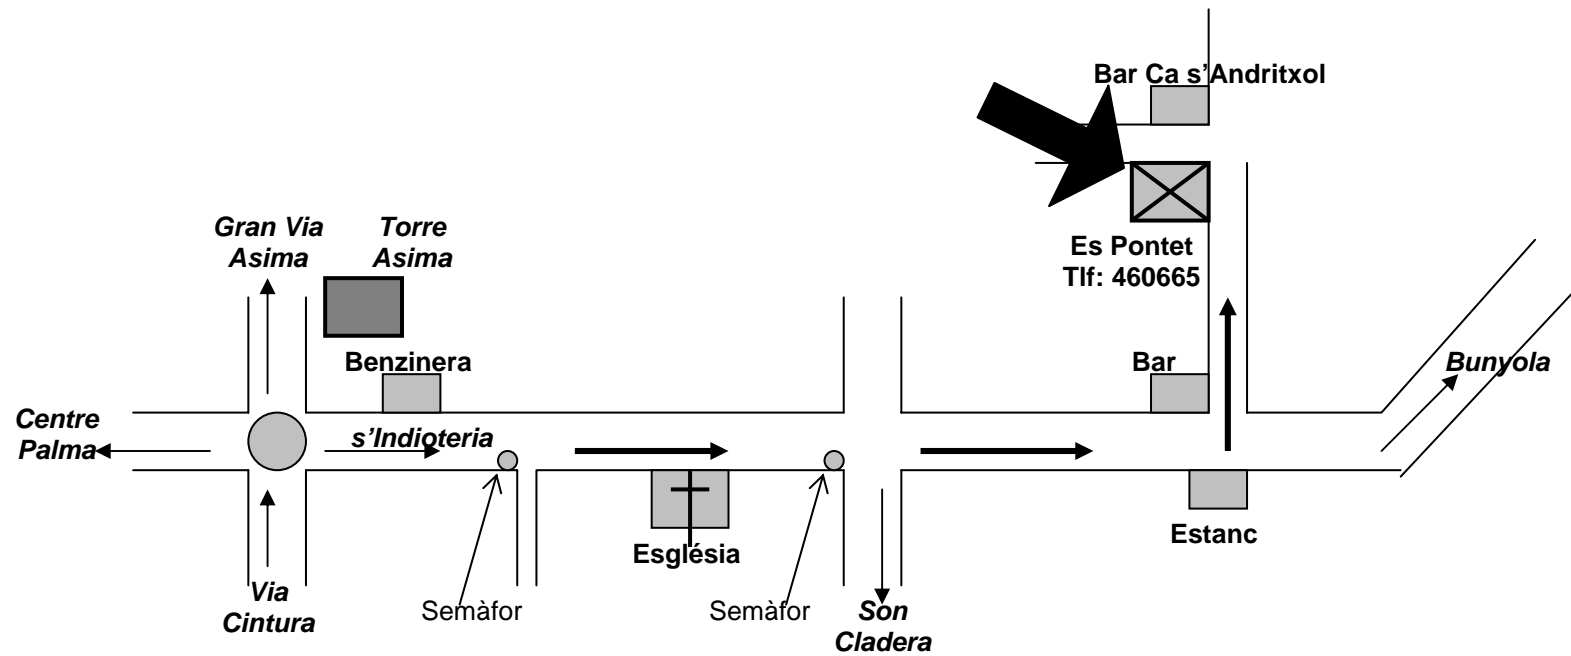 Bar Ca s'Andritxol
Gran Via
Asima
Torre
Asima
Es Pontet
Tlf: 460665
Benzinera
Bar
Bunyola
Centre
Palma
s'Indioteria
Església
Estanc
Via
Cintura
Semàfor
Semàfor
Son
Cladera